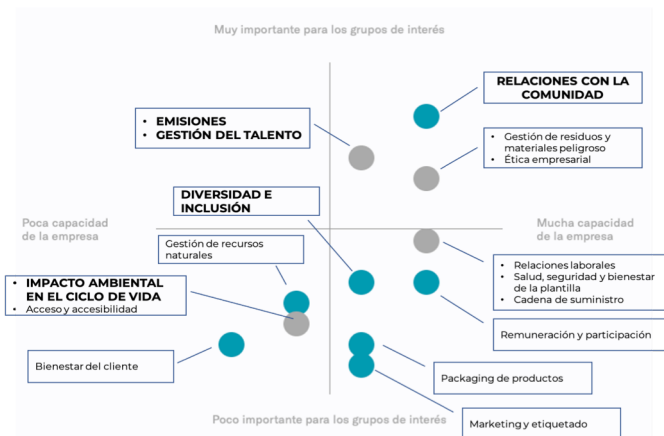 Muy importante para los grupos de interés
RELACIONES CON LA
COMUNIDAD
• EMISIONES
• GESTIÓN DEL TALENTO
• Gestión de residuos y
materiales peligroso
• Ética empresarial
DIVERSIDAD E
INCLUSIÓN
Poca capacidad
de la empresa
Mucha capacidad
de la empresa
Gestión de recursos
naturales
• Relaciones laborales
• Salud, seguridad y bienestar
de la plantilla
• Cadena de suministro
• IMPACTO AMBIENTAL
EN EL CICLO DE VIDA
• Acceso y accesibilidad
Remuneración y participación
Bienestar del cliente
Packaging de productos
Poco importante para los grupos de interés
Marketing y etiquetado